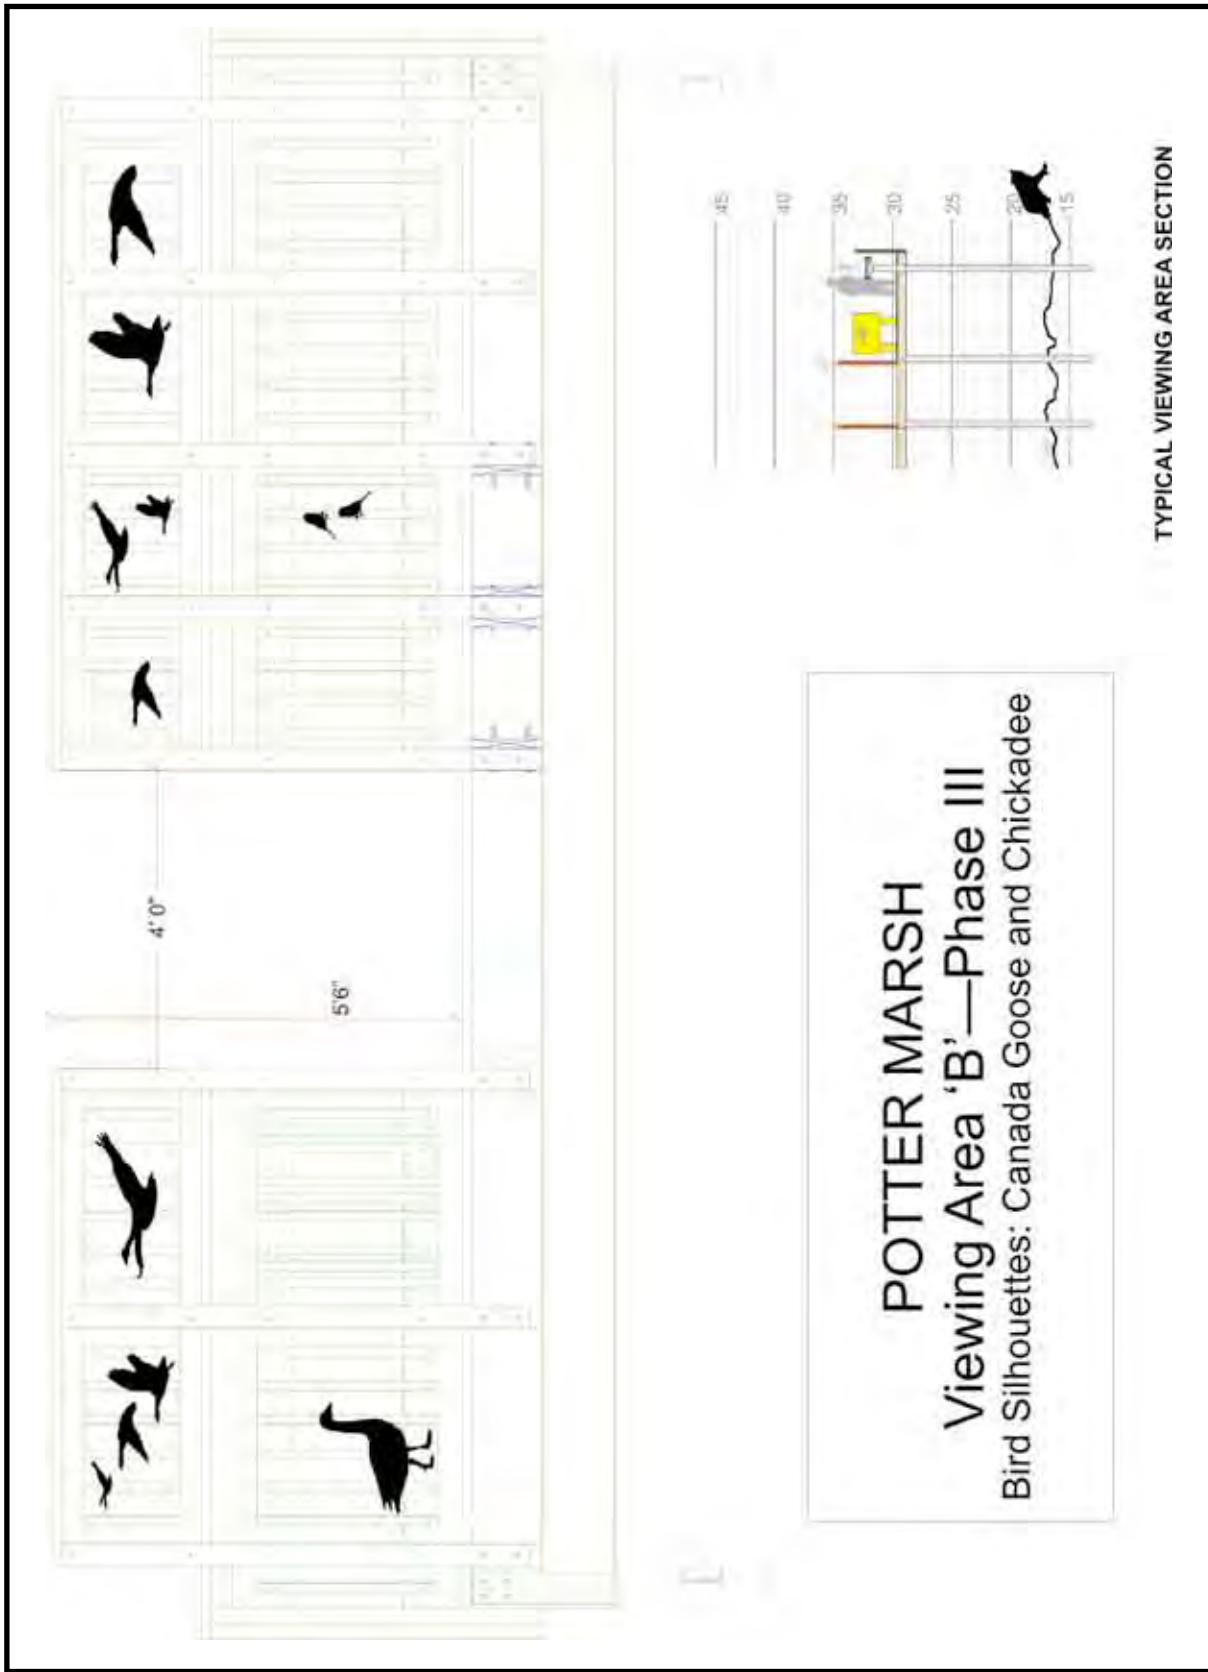 4' 0"
5'6"
45
40
35
30
25
20
15
TYPICAL VIEWING AREA SECTION
POTTER MARSH
Viewing Area ‘B’—Phase III
Bird Silhouettes: Canada Goose and Chickadee